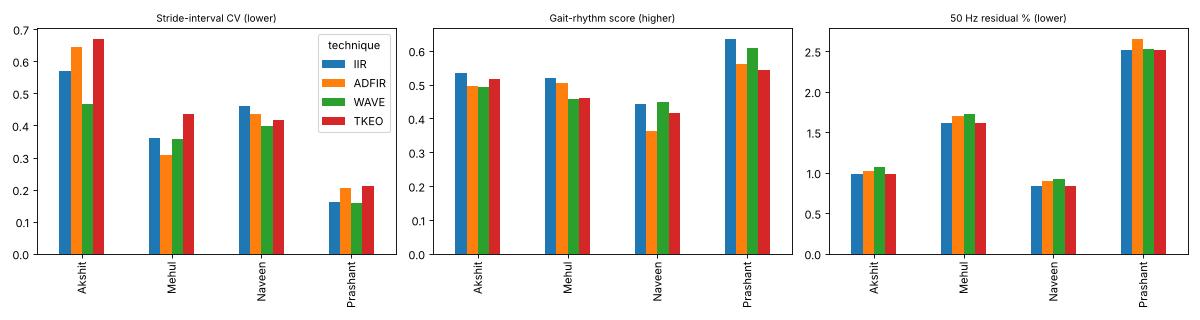 Stride-interval CV (lower)
0.7
0.6
0.5
0.4
0.3
0.2
0.1
0.0
technique
IIR
ADFIR
WAVE
TKEO
Akshit
Mehul
Naveen
Prashant
Gait-rhythm score (higher)
0.6
0.5
0.4
0.3
0.2
0.1
0.0
Akshit
Mehul
Naveen
Prashant
50 Hz residual % (lower)
2.5
2.0
1.5
1.0
0.5
0.0
Akshit
Mehul
Naveen
Prashant